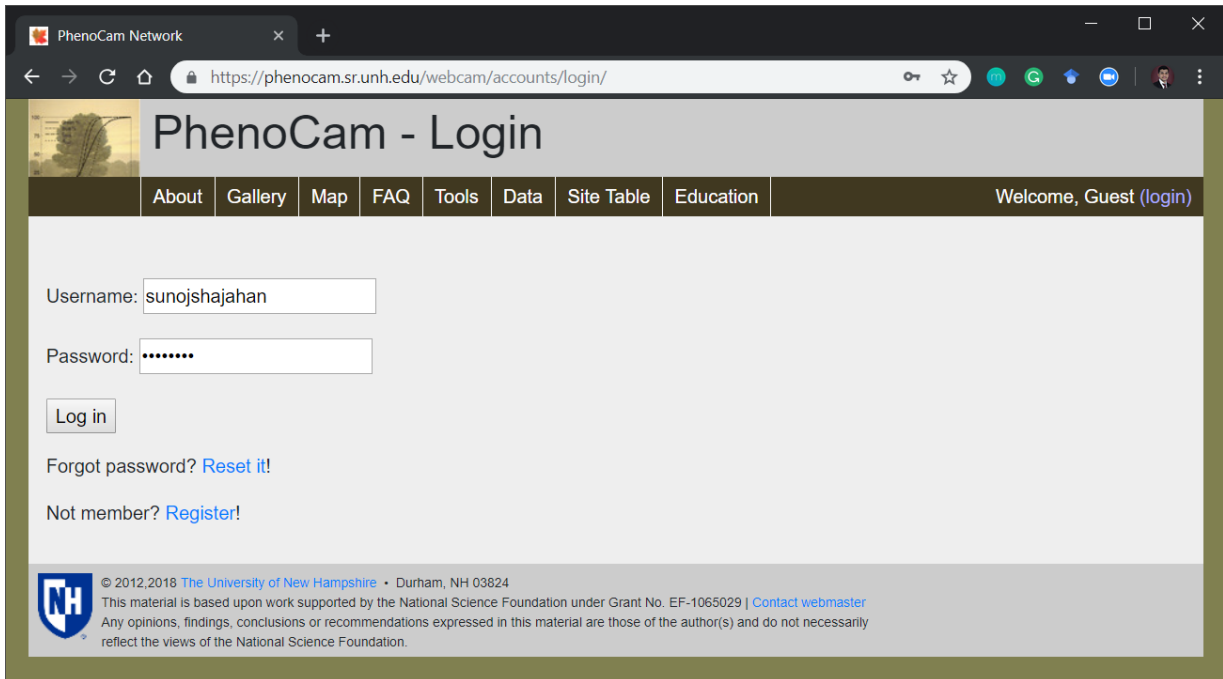 PhenoCam Network
https://phenocam.sr.unh.edu/webcam/accounts/login/
PhenoCam - Login
About Gallery Map FAQ Tools Data Site Table Education Welcome, Guest (login)
Username: sunojshajahan
Password: ••••••••
Log in
Forgot password? Reset it!
Not member? Register!
NH
© 2012,2018 The University of New Hampshire • Durham, NH 03824
This material is based upon work supported by the National Science Foundation under Grant No. EF-1065029 | Contact webmaster
Any opinions, findings, conclusions or recommendations expressed in this material are those of the author(s) and do not necessarily
reflect the views of the National Science Foundation.